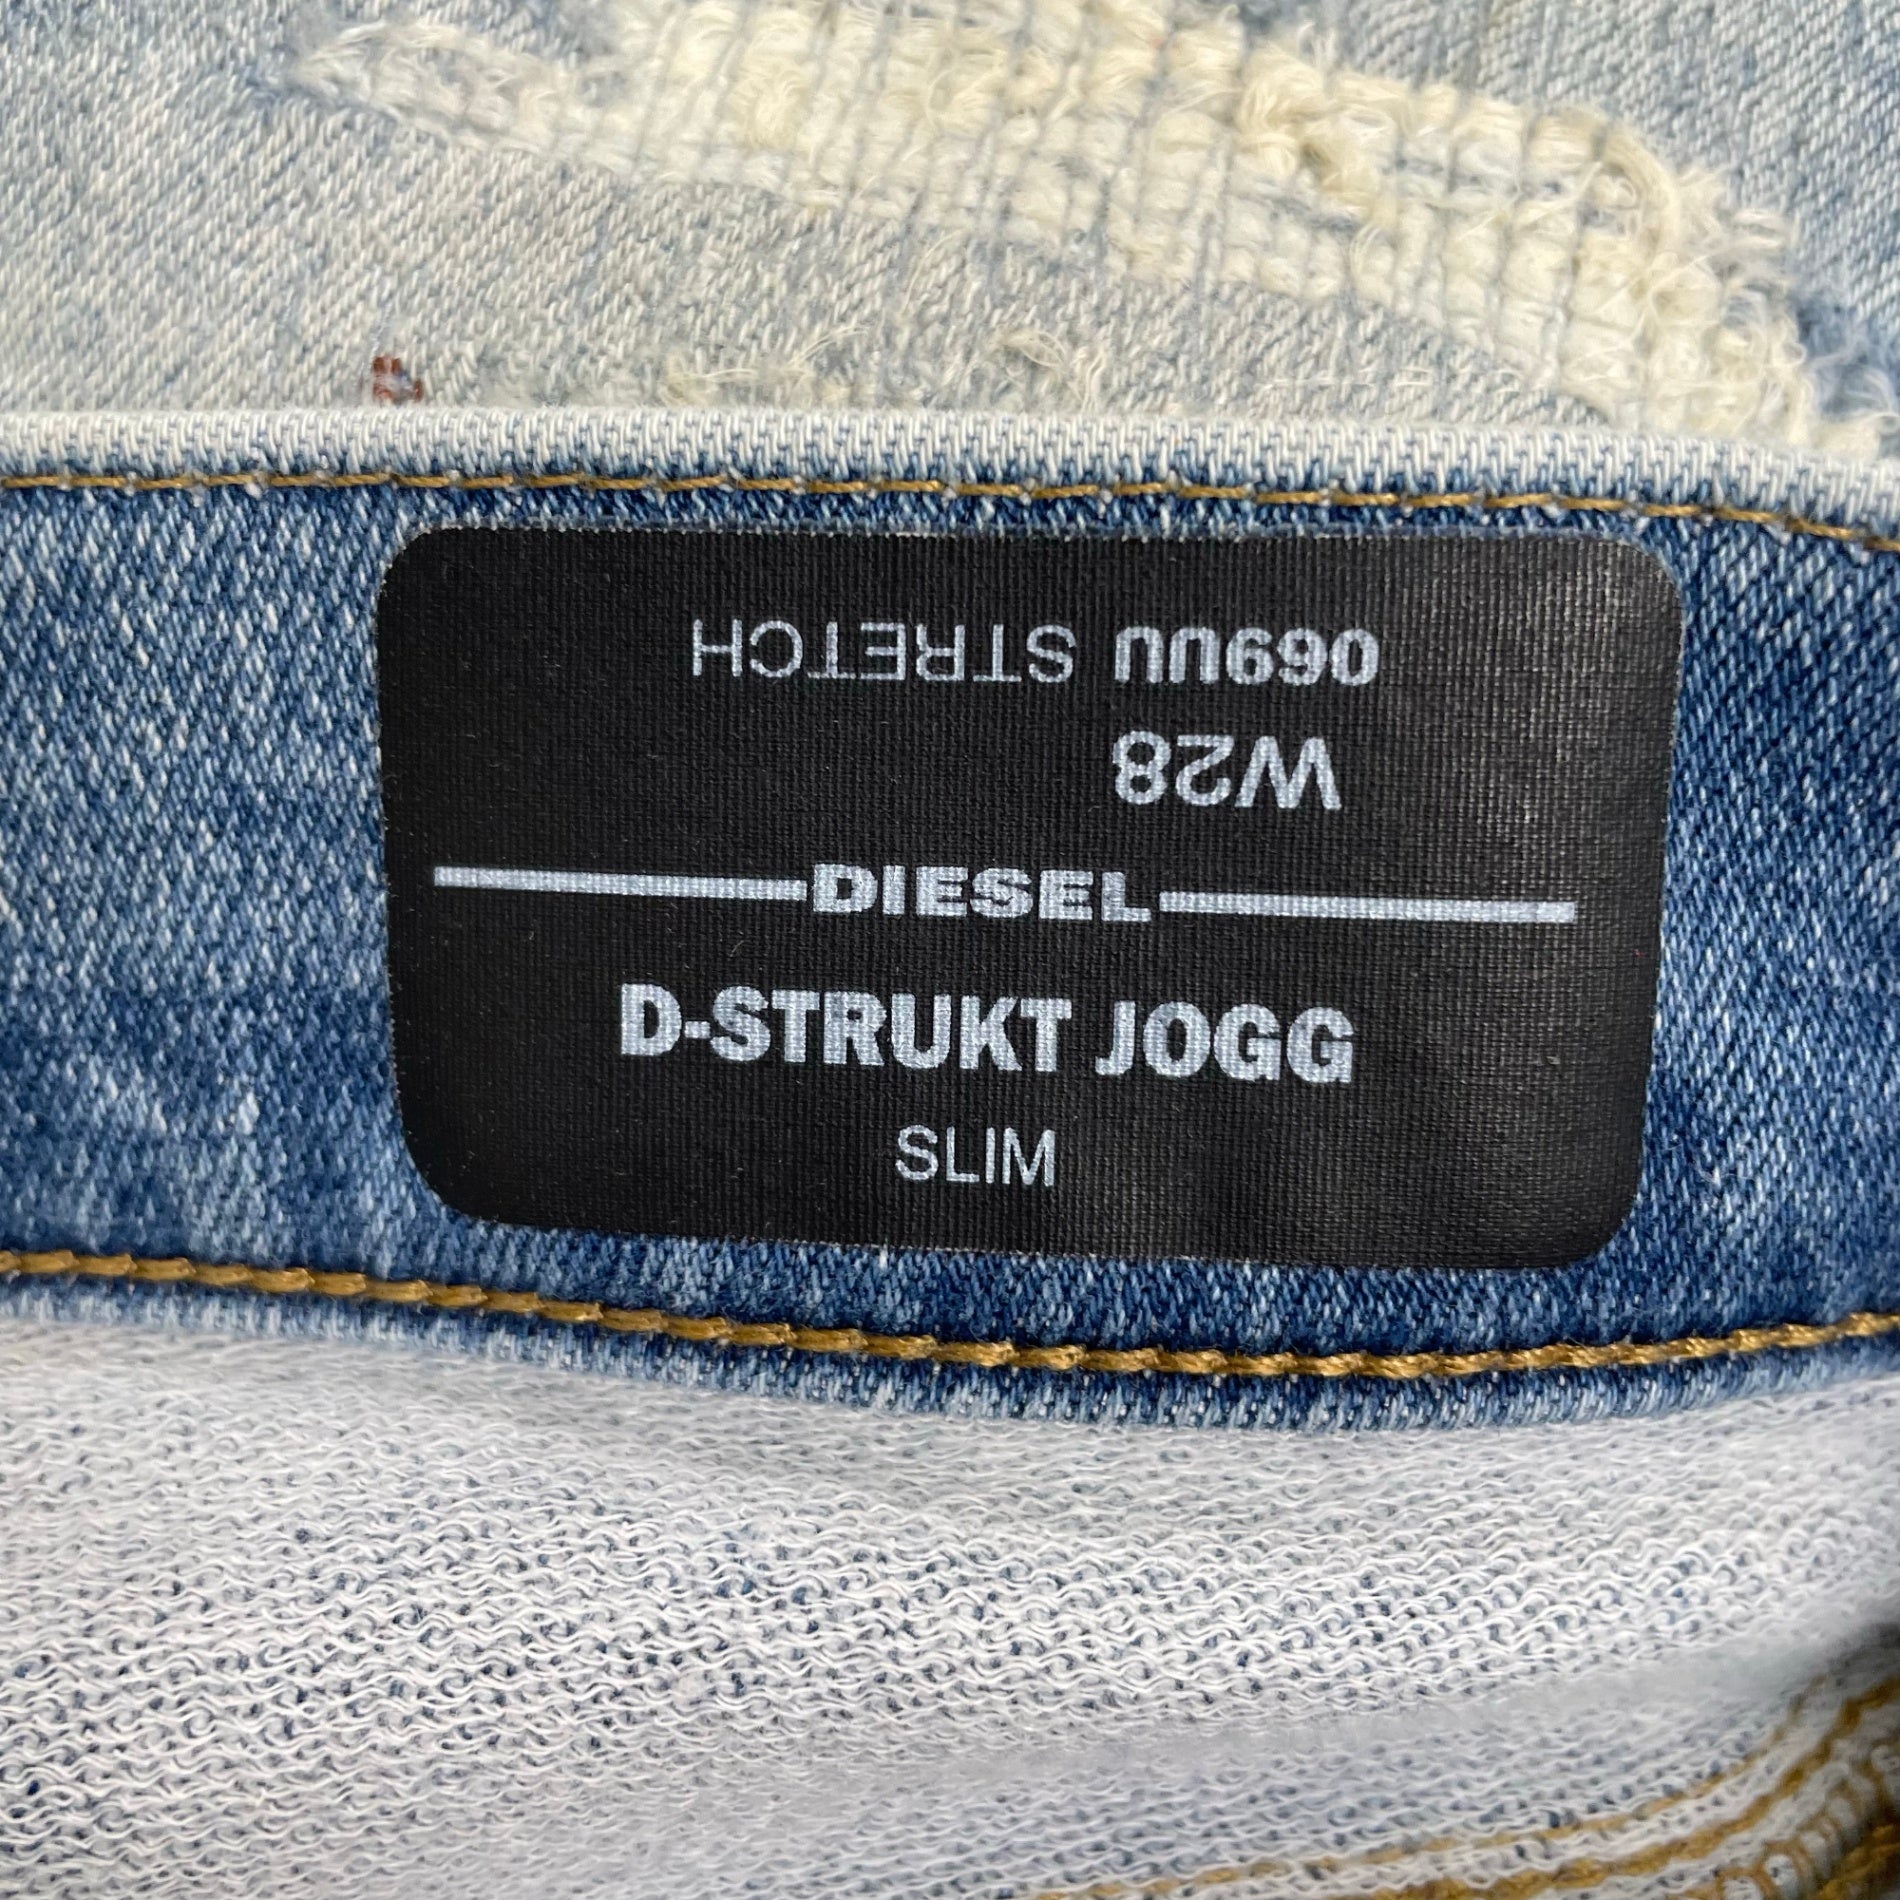 069UU STRETCH
W28
DIESEL
D-STRUKT JOGG
SLIM